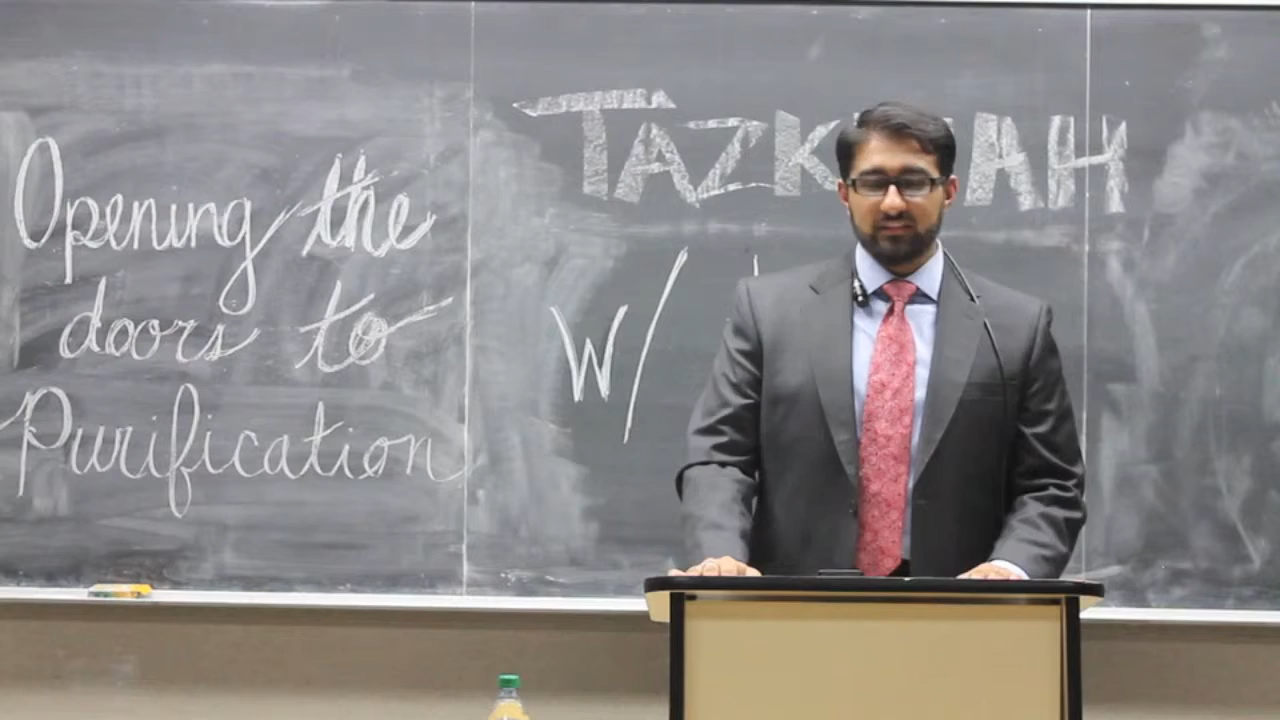 Opening the
doors to
Purification
TAZK AH
W/